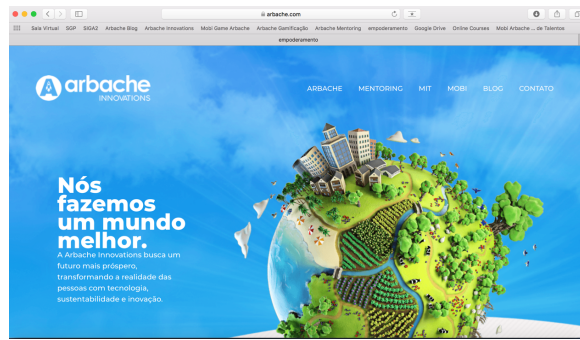 arbache.com
Sala Virtual SGP SIGA2 Arbache Blog Arbache Innovations Mobi Game Arbache Arbache Gamificação Arbache Mentoring empoderamento Google Drive Online Courses Mobi Arbache ... de Talentos
empoderamento
arbache
INNOVATIONS
ARBACHE MENTORING MIT MOBI BLOG CONTATO
Nós
fazemos
um mundo
melhor.
A Arbache Innovations busca um
futuro mais próspero,
transformando a realidade das
pessoas com tecnologia,
sustentabilidade e inovação.